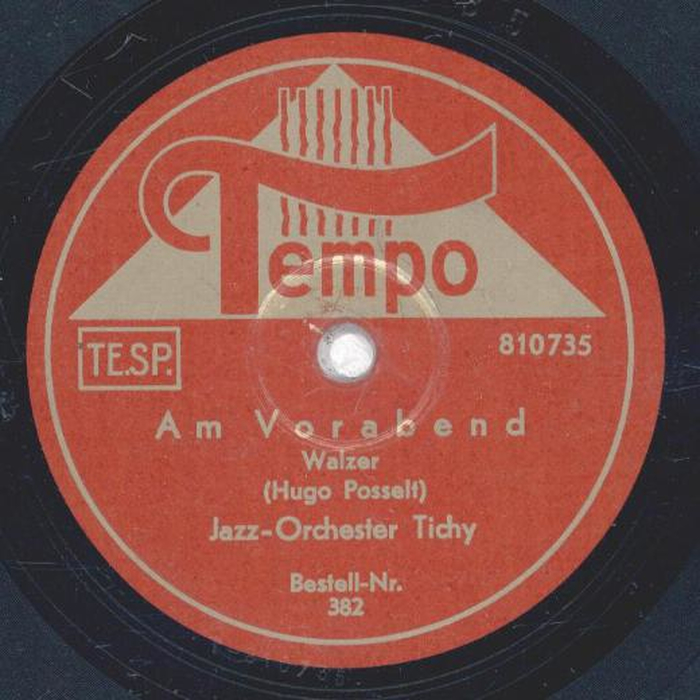 Tempo
TE.SP.
810735
Am Vorabend
Walzer
(Hugo Posselt)
Jazz-Orchester Tichy
Bestell-Nr.
382